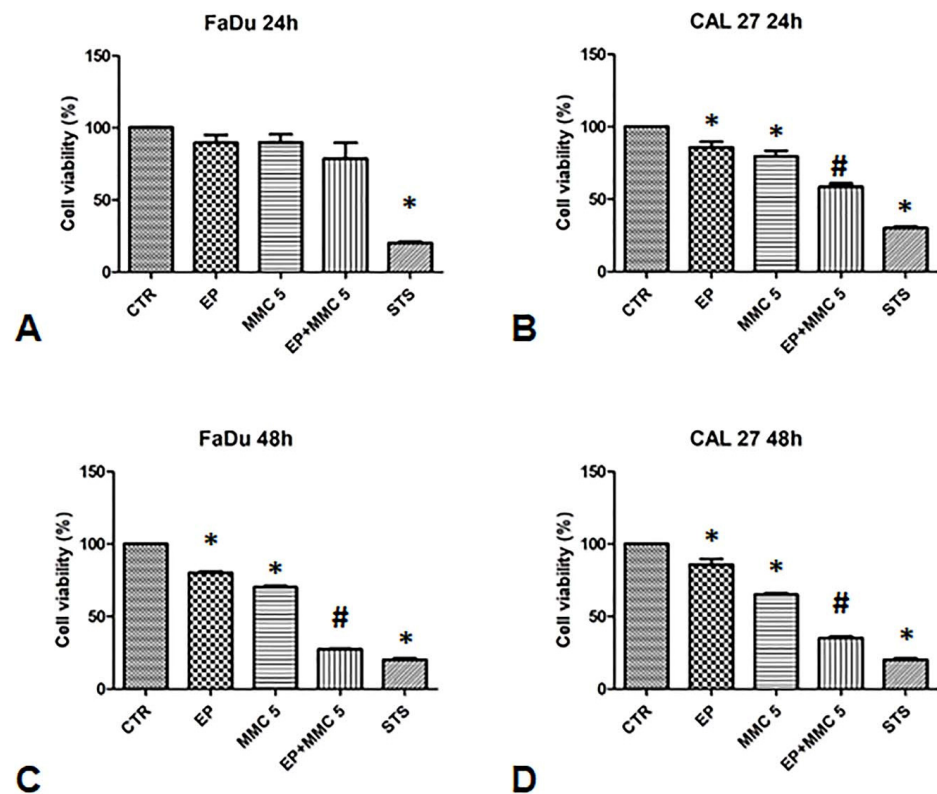 FaDu 24h
150
100
50
0
Cell viability (%)
*
CTR
EP
MMC 5
EP+MMC 5
STS
A
CAL 27 24h
150
100
50
0
Cell viability (%)
*
*
#
*
CTR
EP
MMC 5
EP+MMC 5
STS
B
FaDu 48h
150
100
50
0
Cell viability (%)
*
*
#
*
CTR
EP
MMC 5
EP+MMC 5
STS
C
CAL 27 48h
150
100
50
0
Cell viability (%)
*
*
#
*
CTR
EP
MMC 5
EP+MMC 5
STS
D